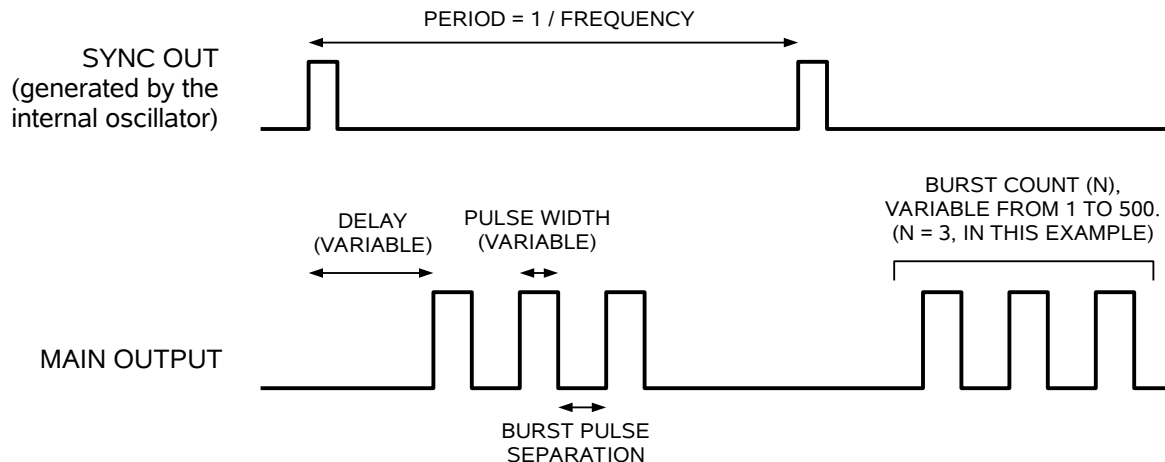 PERIOD = 1 / FREQUENCY
SYNC OUT
(generated by the
internal oscillator)
BURST COUNT (N),
VARIABLE FROM 1 TO 500.
(N = 3, IN THIS EXAMPLE)
DELAY
(VARIABLE)
PULSE WIDTH
(VARIABLE)
MAIN OUTPUT
BURST PULSE
SEPARATION